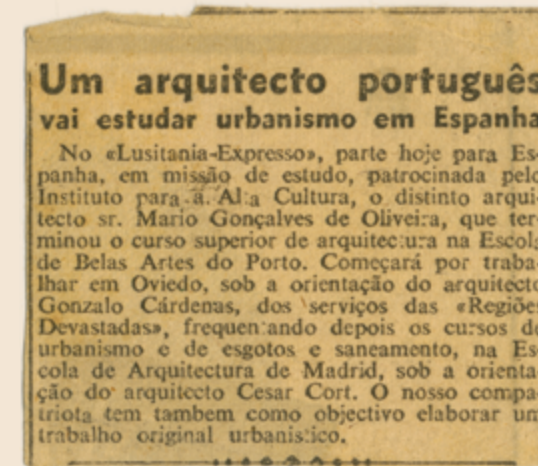 Um arquitecto português
vai estudar urbanismo em Espanha
No «Lusitania-Expresso», parte hoje para Es-
panha, em missão de estudo, patrocinada pelo
Instituto para a Alta Cultura, o distinto arqui-
tecto sr. Mario Gonçalves de Oliveira, que ter-
minou o curso superior de arquitectura na Escola
de Belas Artes do Porto. Começará por traba-
lhar em Oviedo, sob a orientação do arquitecto
Gonzalo Cárdenas, dos serviços das «Regiões
Devastadas», frequentando depois os cursos de
urbanismo e de esgotos e saneamento, na Es-
cola de Arquitectura de Madrid, sob a orienta-
ção do arquitecto Cesar Cort. O nosso compa-
triota tem tambem como objectivo elaborar um
trabalho original urbanistico.